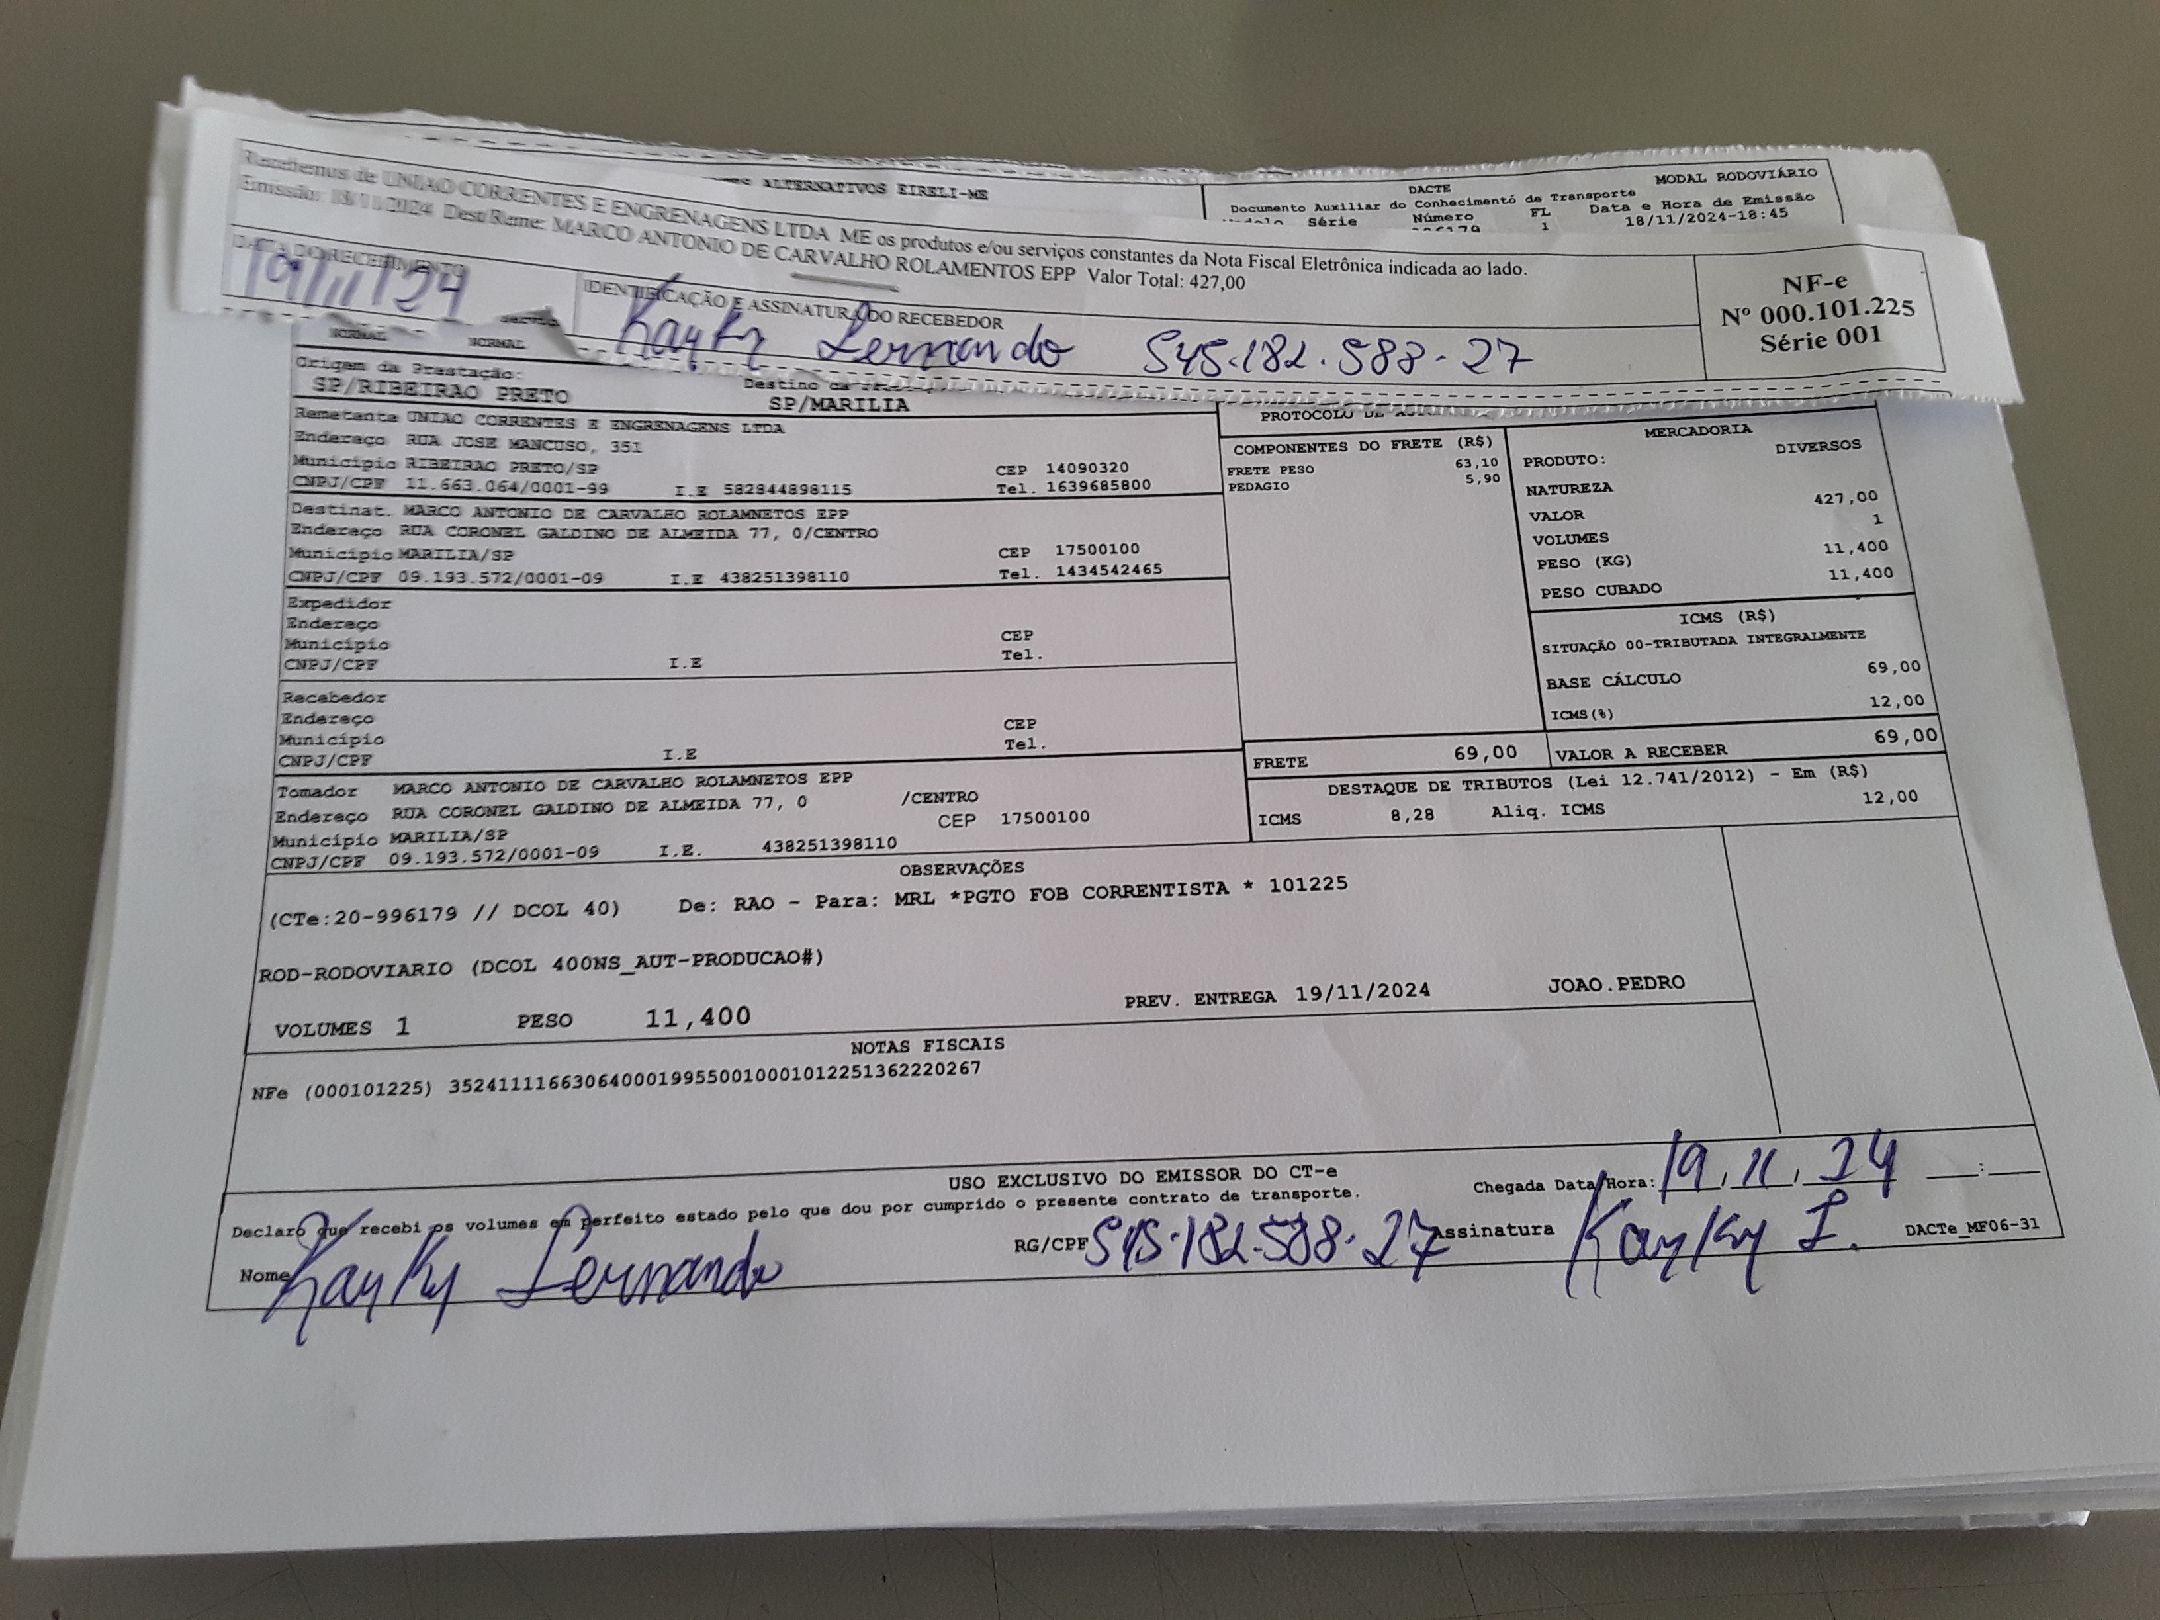 ALTERNATIVOS EIRELI-ME
DACTE
MODAL RODOVIÁRIO
Documento Auxiliar do Conhecimento de Transporte
Série Número FL Data e Hora de Emissão
1 18/11/2024-18:45
Recebemos de UNIAO CORRENTES E ENGRENAGENS LTDA ME os produtos e/ou serviços constantes da Nota Fiscal Eletrônica indicada ao lado.
Emissão: 18/11/2024 Dest/Reme: MARCO ANTONIO DE CARVALHO ROLAMENTOS EPP Valor Total: 427,00
DATA DO RECEBIMENTO
19/11/24
IDENTIFICAÇÃO E ASSINATURA DO RECEBEDOR
Kayky Fernando 545.182.588-27
NF-e
Nº 000.101.225
Série 001
NORMAL NORMAL
Origem da Prestação:
SP/RIBEIRAO PRETO
SP/MARILIA
Remetente UNIAO CORRENTES E ENGRENAGENS LTDA
Endereço RUA JOSE MANCUSO, 351
Município RIBEIRAO PRETO/SP CEP 14090320
CNPJ/CPF 11.663.064/0001-99 I.E 582844898115 Tel. 1639685800
Destinat. MARCO ANTONIO DE CARVALHO ROLAMNETOS EPP
Endereço RUA CORONEL GALDINO DE ALMEIDA 77, 0/CENTRO
Município MARILIA/SP CEP 17500100
CNPJ/CPF 09.193.572/0001-09 I.E 438251398110 Tel. 1434542465
Expedidor
Endereço
Município CEP
CNPJ/CPF I.E Tel.
Recebedor
Endereço
Município CEP
CNPJ/CPF I.E Tel.
Tomador MARCO ANTONIO DE CARVALHO ROLAMNETOS EPP
Endereço RUA CORONEL GALDINO DE ALMEIDA 77, 0 /CENTRO
Município MARILIA/SP CEP 17500100
CNPJ/CPF 09.193.572/0001-09 I.E. 438251398110
PROTOCOLO DE
COMPONENTES DO FRETE (R$)
FRETE PESO 63,10
PEDAGIO 5,90
MERCADORIA
PRODUTO: DIVERSOS
NATUREZA
VALOR 427,00
VOLUMES 1
PESO (KG) 11,400
PESO CUBADO 11,400
ICMS (R$)
SITUAÇÃO 00-TRIBUTADA INTEGRALMENTE
BASE CÁLCULO 69,00
ICMS(%) 12,00
FRETE 69,00 VALOR A RECEBER 69,00
DESTAQUE DE TRIBUTOS (Lei 12.741/2012) - Em (R$)
ICMS 8,28 Aliq. ICMS 12,00
OBSERVAÇÕES
(CTe:20-996179 // DCOL 40) De: RAO - Para: MRL *PGTO FOB CORRENTISTA * 101225
ROD-RODOVIARIO (DCOL 400NS_AUT-PRODUCAO#)
VOLUMES 1 PESO 11,400 PREV. ENTREGA 19/11/2024 JOAO.PEDRO
NOTAS FISCAIS
NFe (000101225) 35241111663064000199550010001012251362220267
USO EXCLUSIVO DO EMISSOR DO CT-e
Declaro que recebi os volumes em perfeito estado pelo que dou por cumprido o presente contrato de transporte.
Chegada Data/Hora: 19/11/24 __:__
Nome Kayky Fernando RG/CPF 545.182.588-27 Assinatura Kayky F. DACTe_MF06-31